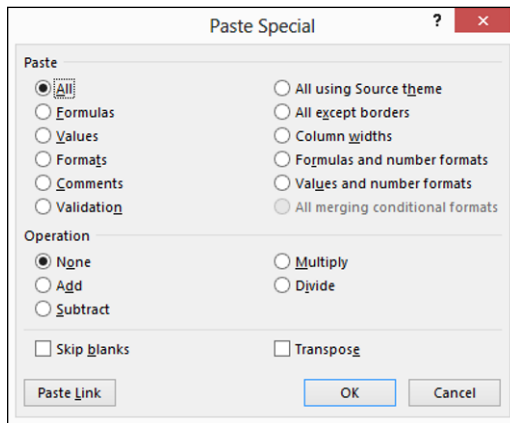 Paste Special ?
Paste
All All using Source theme
Formulas All except borders
Values Column widths
Formats Formulas and number formats
Comments Values and number formats
Validation All merging conditional formats
Operation
None Multiply
Add Divide
Subtract
Skip blanks Transpose
Paste Link OK Cancel